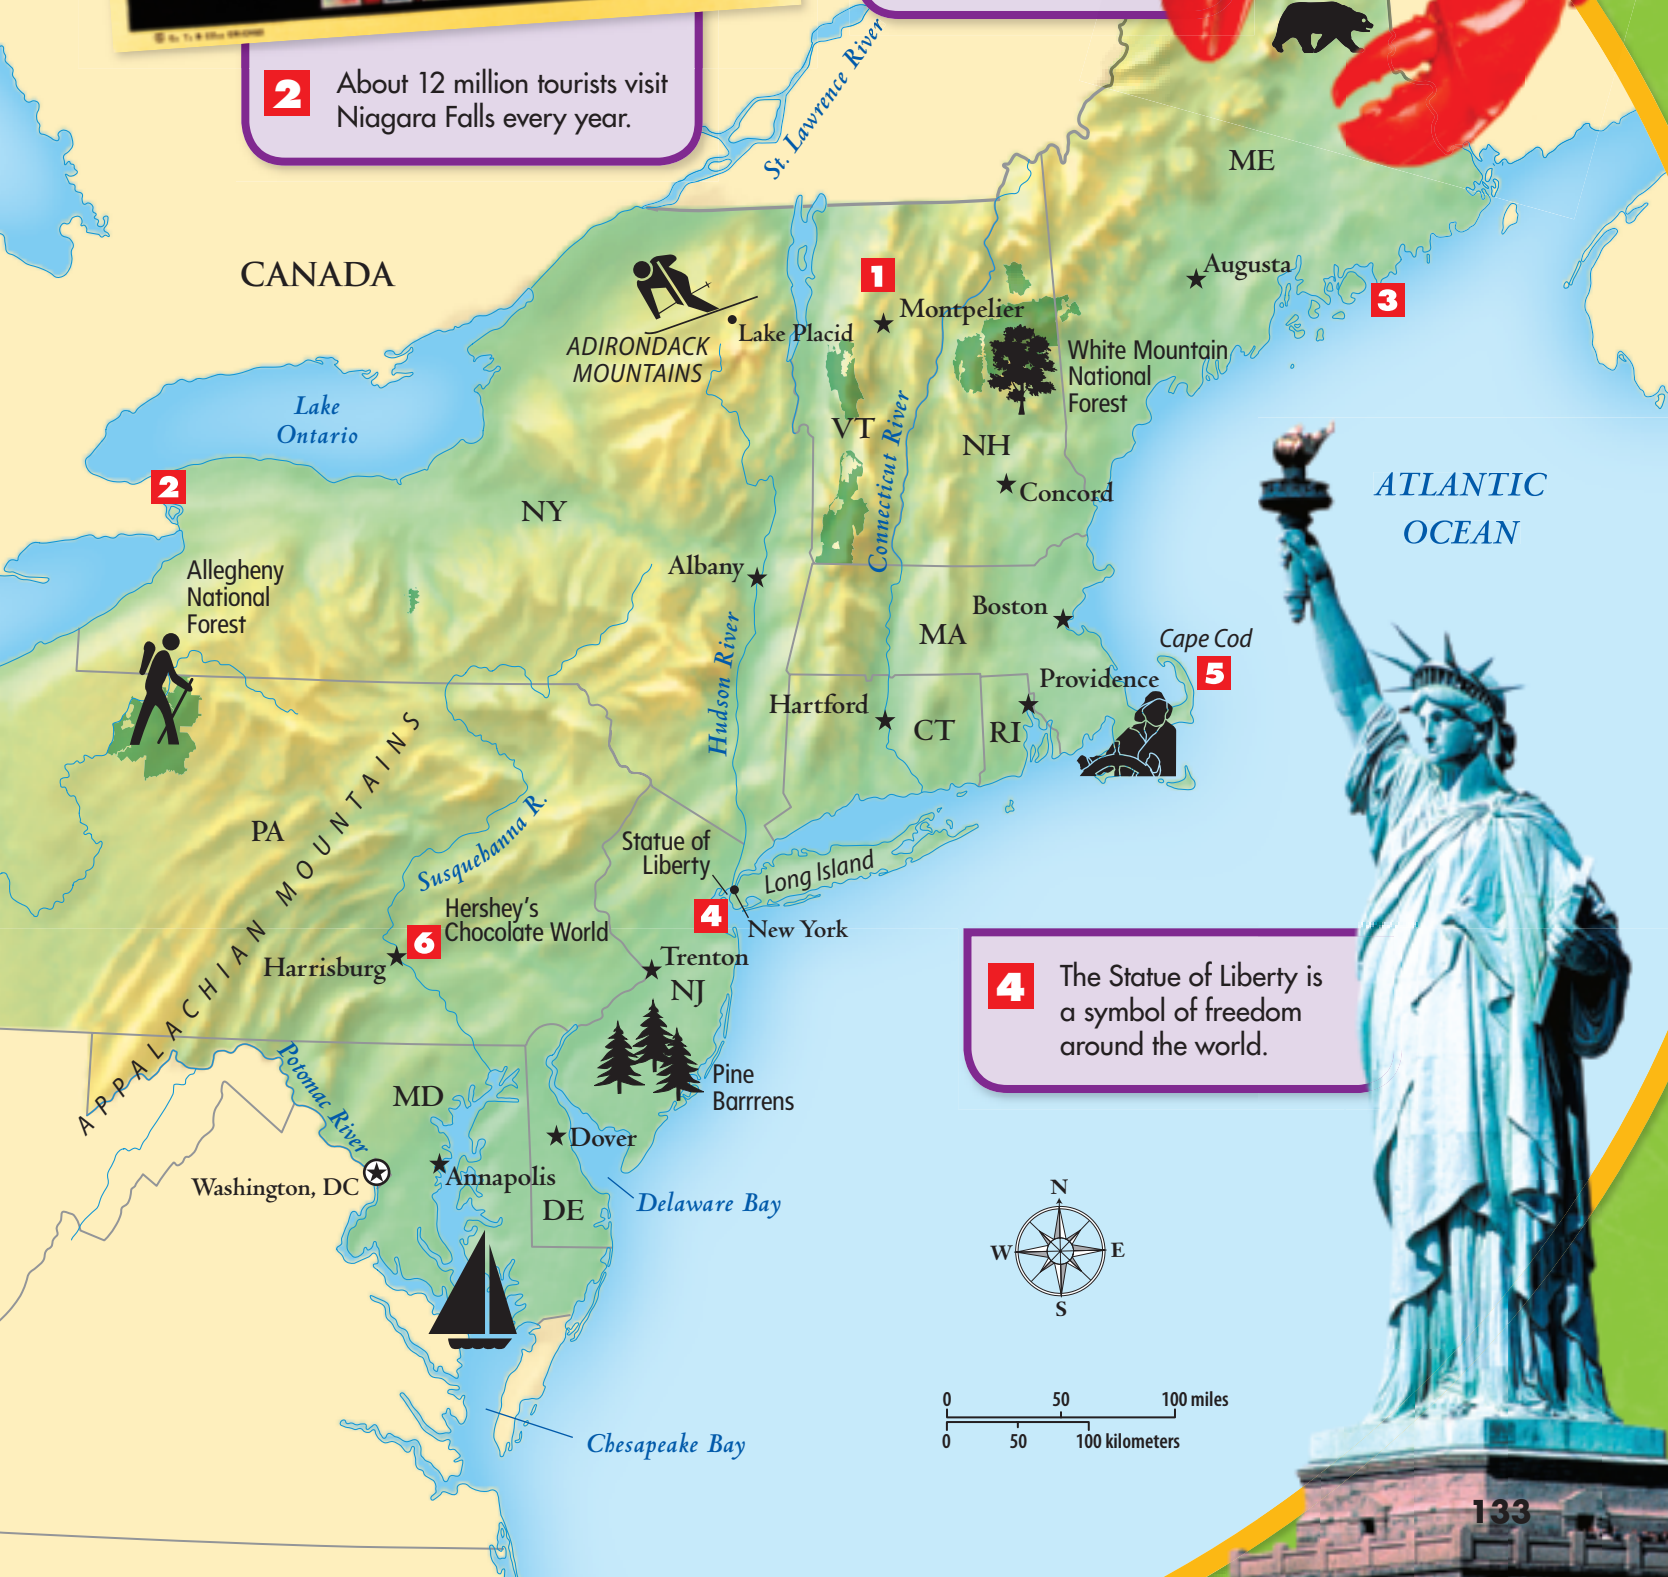 2
About 12 million tourists visit
Niagara Falls every year.
St. Lawrence River
ME
CANADA
1
Augusta
3
Montpelier
Lake Placid
ADIRONDACK
MOUNTAINS
White Mountain
National
Forest
Lake
Ontario
VT
Connecticut River
NH
2
Concord
ATLANTIC
OCEAN
NY
Allegheny
National
Forest
Albany
Boston
MA
Cape Cod
5
Hudson River
Providence
Hartford
CT
RI
APPALACHIAN MOUNTAINS
PA
Susquehanna R.
Statue of
Liberty
Long Island
4
New York
Hershey's
Chocolate World
6
Harrisburg
Trenton
NJ
4
The Statue of Liberty is
a symbol of freedom
around the world.
Potomac River
MD
Pine
Barrrens
Dover
Annapolis
Washington, DC
DE
Delaware Bay
N
W
E
S
0
50
100 miles
0
50
100 kilometers
Chesapeake Bay
133